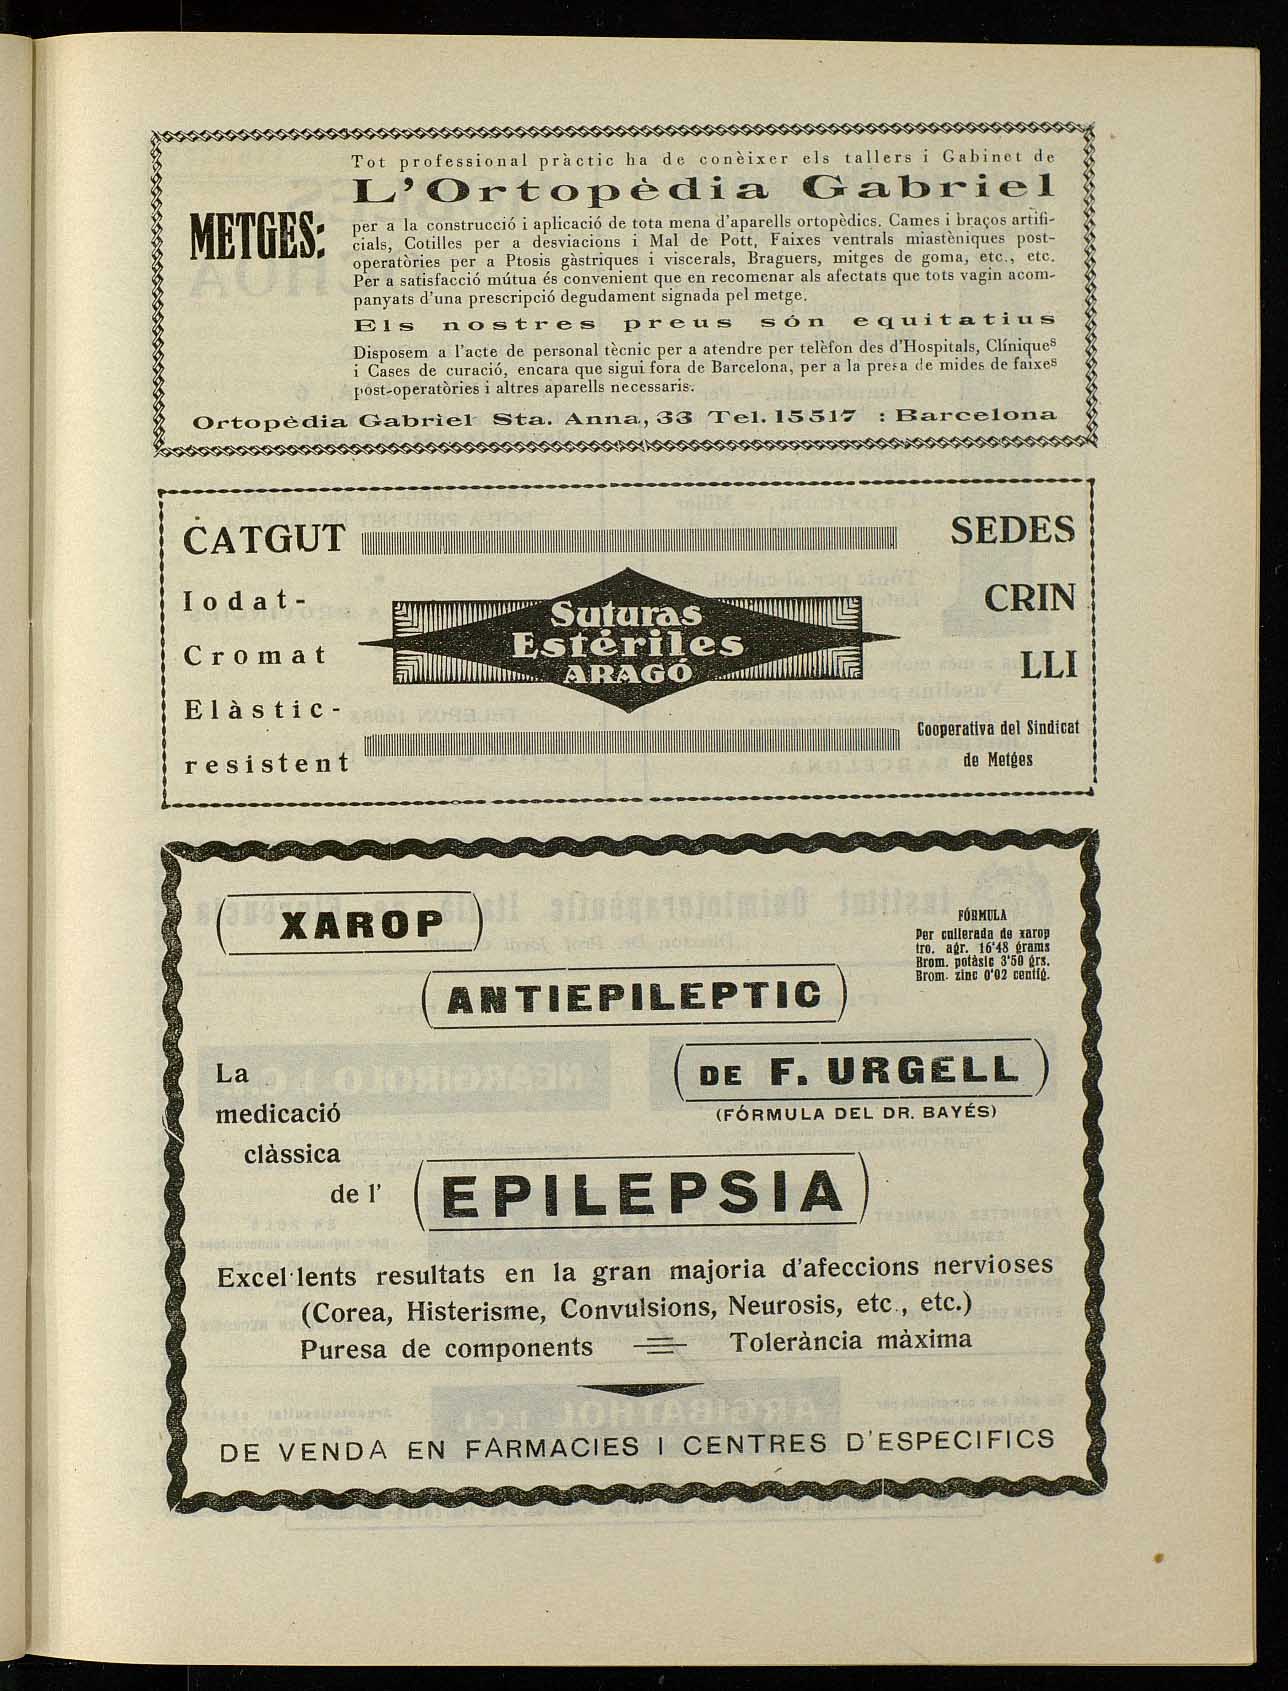 METGES:
Tot professional pràctic ha de conèixer els tallers i Gabinet de
L'Ortopèdia Gabriel
per a la construcció i aplicació de tota mena d'aparells ortopèdics. Cames i braços artifi-
cials, Cotilles per a desviacions i Mal de Pott, Faixes ventrals miastèniques post-
operatòries per a Ptosis gàstriques i viscerals, Braguers, mitges de goma, etc., etc.
Per a satisfacció mútua és convenient que en recomenar als afectats que tots vagin acom-
panyats d'una prescripció degudament signada pel metge.
Els nostres preus són equitatius
Disposem a l'acte de personal tècnic per a atendre per telèfon des d'Hospitals, Clíniques
i Cases de curació, encara que sigui fora de Barcelona, per a la presa de mides de faixes
post-operatòries i altres aparells necessaris.
Ortopèdia Gabriel Sta. Anna, 33 Tel. 15517 : Barcelona
CATGUT
Iodat-
Cromat
Elàstic-
resistent
Suturas
Estériles
ARAGÓ
SEDES
CRIN
LLI
Cooperativa del Sindicat
de Metges
XAROP
ANTIEPILEPTIC
DE F. URGELL
(FÓRMULA DEL DR. BAYÉS)
FÓRMULA
Per cullerada de xarop
tro. agr. 16'48 grams
Brom. potàsic 3'50 grs.
Brom. zinc 0'02 centíg.
La
medicació
clàssica
de l'
EPILEPSIA
Excel·lents resultats en la gran majoria d'afeccions nervioses
(Corea, Histerisme, Convulsions, Neurosis, etc., etc.)
Puresa de components Tolerància màxima
DE VENDA EN FARMACIES I CENTRES D'ESPECIFICS